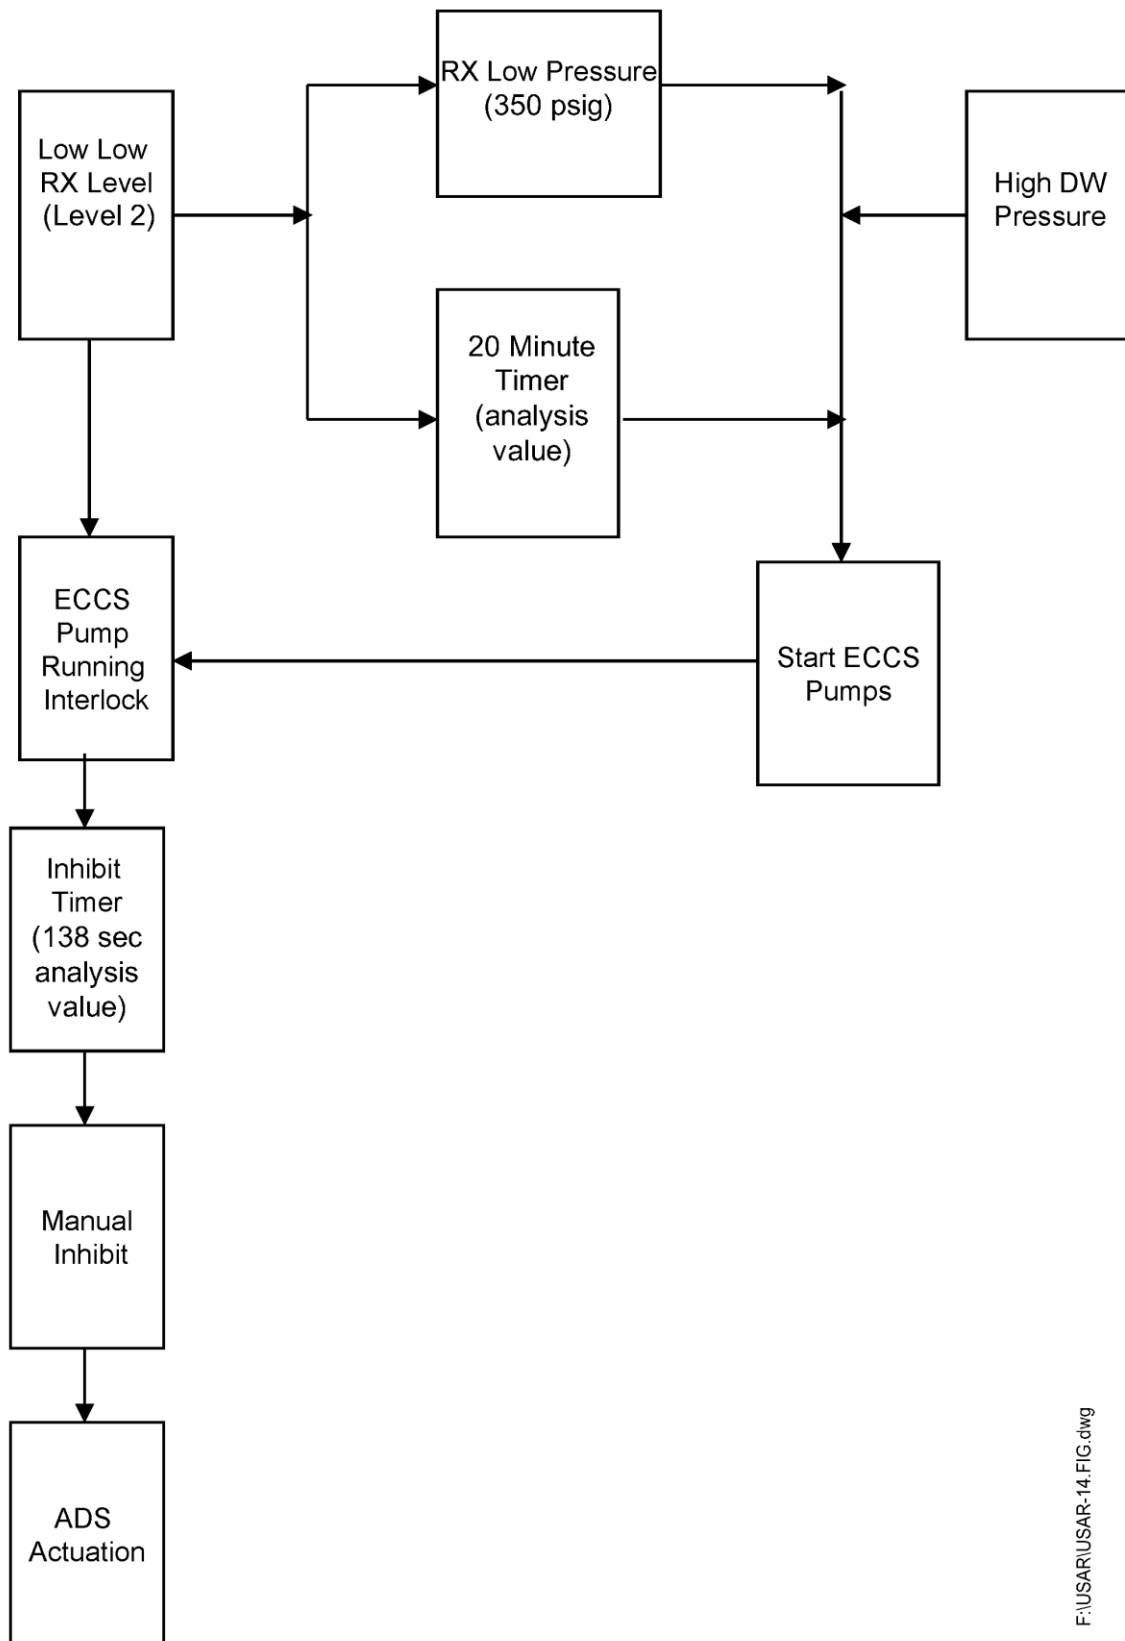 RX Low Pressure
(350 psig)
Low Low
RX Level
(Level 2)
High DW
Pressure
20 Minute
Timer
(analysis
value)
ECCS
Pump
Running
Interlock
Start ECCS
Pumps
Inhibit
Timer
(138 sec
analysis
value)
Manual
Inhibit
ADS
Actuation
F:\USAR\USAR-14.FIG.dwg